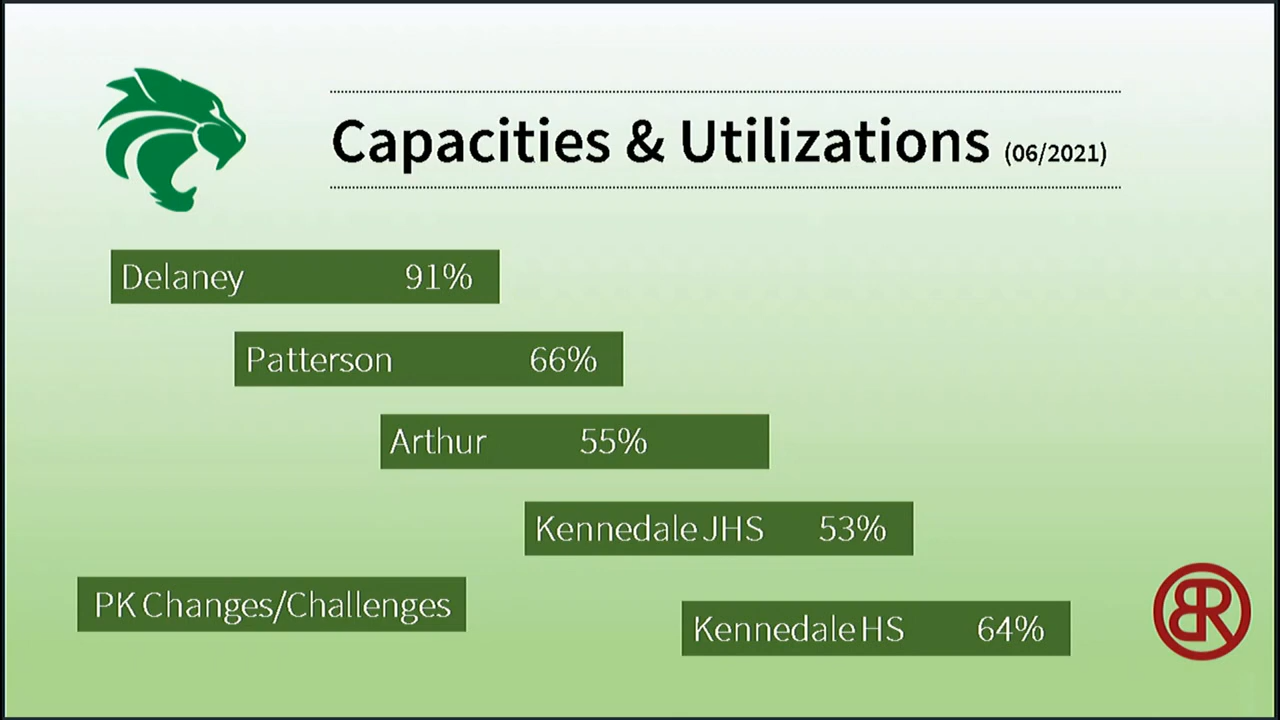 Capacities & Utilizations (06/2021)
Delaney 91%
Patterson 66%
Arthur 55%
Kennedale JHS 53%
PK Changes/Challenges
Kennedale HS 64%
BR